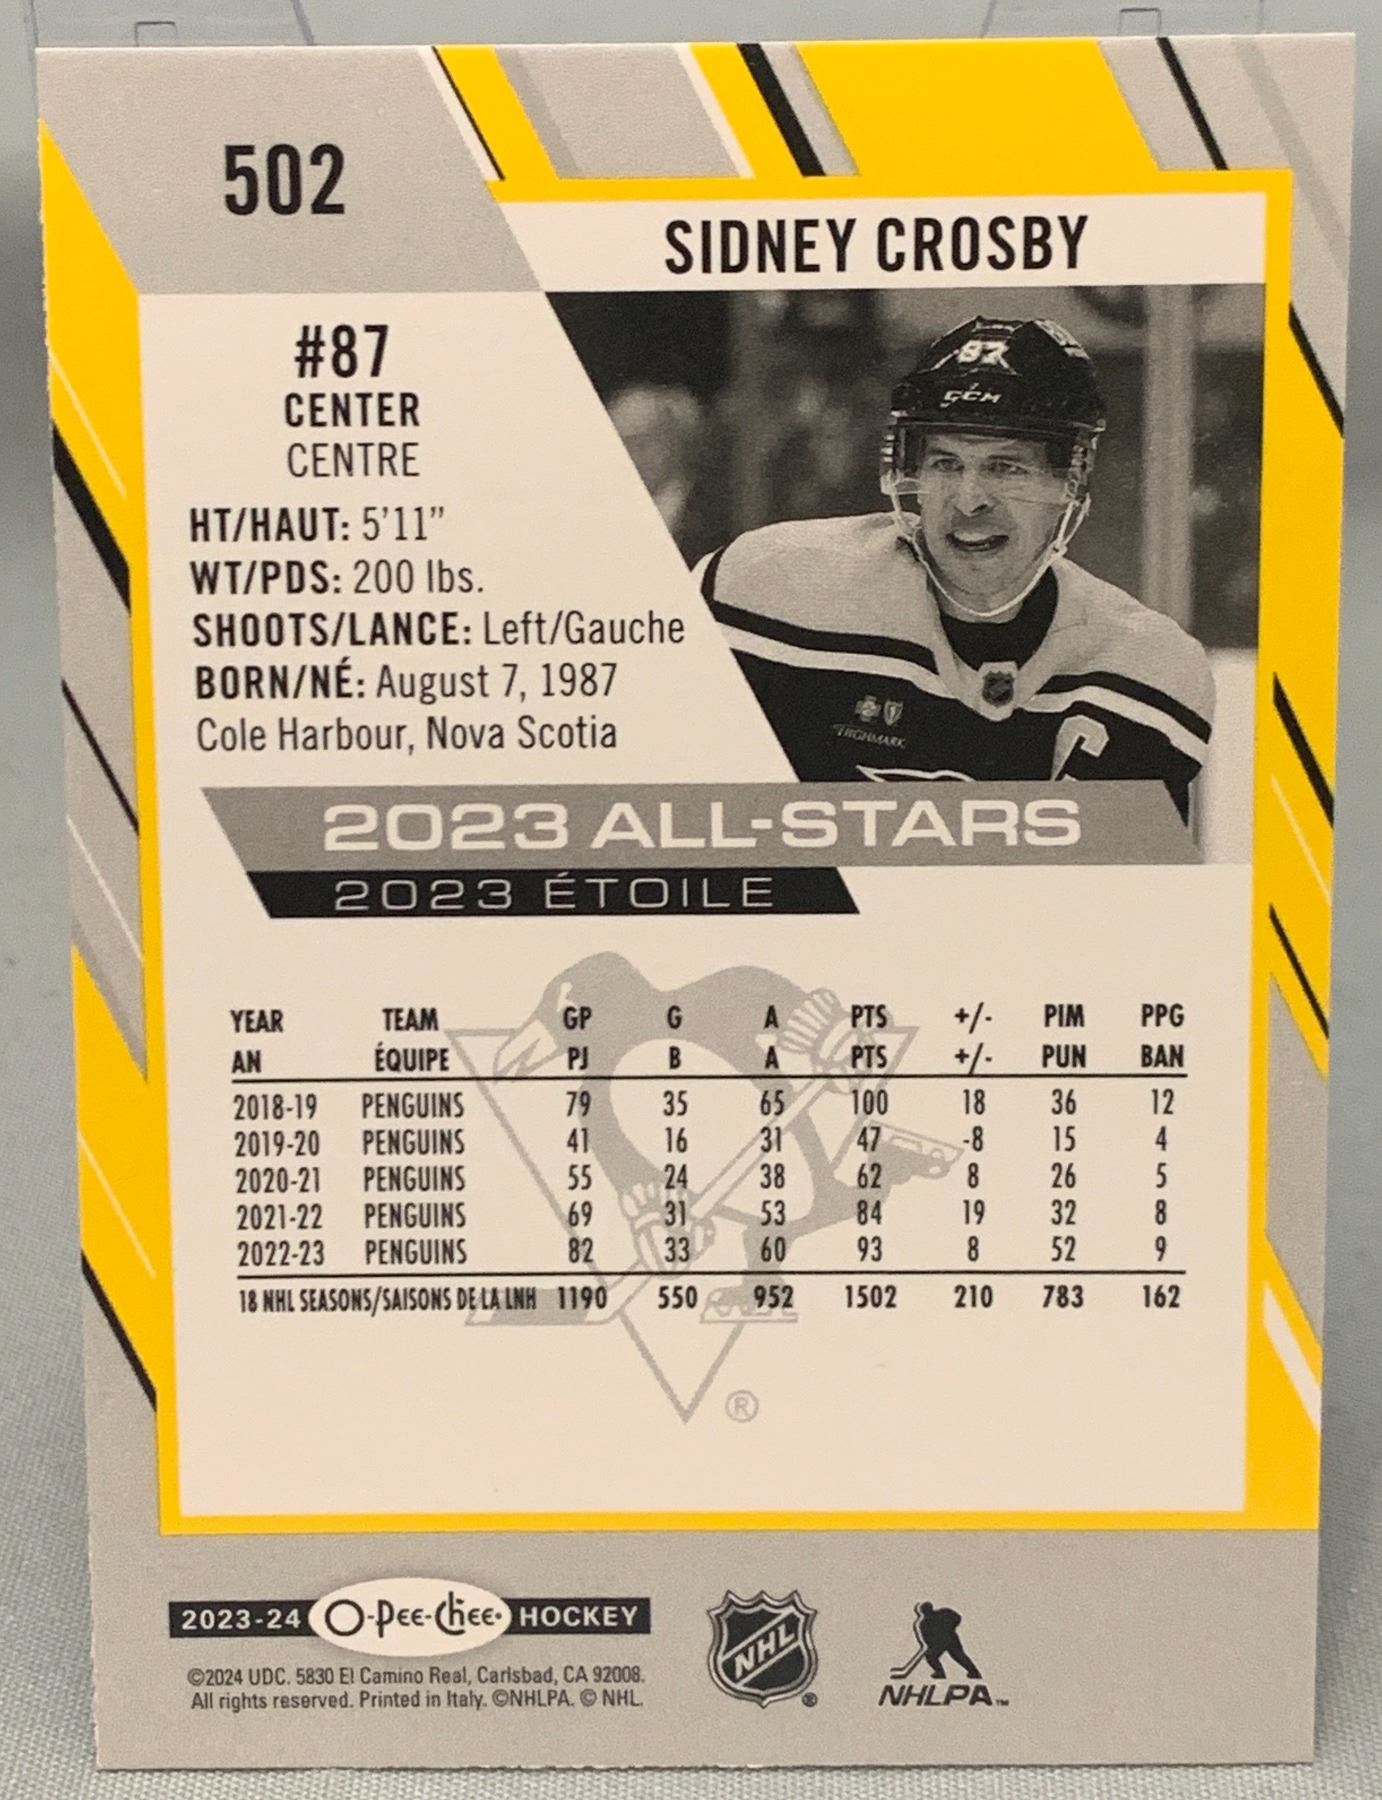 502
SIDNEY CROSBY
#87
CENTER
CENTRE
HT/HAUT: 5'11"
WT/PDS: 200 lbs.
SHOOTS/LANCE: Left/Gauche
BORN/NÉ: August 7, 1987
Cole Harbour, Nova Scotia
87
CCM
HIGHMARK
C
2023 ALL-STARS
2023 ÉTOILE
YEAR TEAM GP G A PTS +/- PIM PPG
AN ÉQUIPE PJ B A PTS +/- PUN BAN
2018-19 PENGUINS 79 35 65 100 18 36 12
2019-20 PENGUINS 41 16 31 47 -8 15 4
2020-21 PENGUINS 55 24 38 62 8 26 5
2021-22 PENGUINS 69 31 53 84 19 32 8
2022-23 PENGUINS 82 33 60 93 8 52 9
18 NHL SEASONS/SAISONS DE LA LNH 1190 550 952 1502 210 783 162
®
2023-24 O-Pee-Chee® HOCKEY
©2024 UDC. 5830 El Camino Real, Carlsbad, CA 92008.
All rights reserved. Printed in Italy. ©NHLPA. © NHL.
NHL ®
NHLPA™